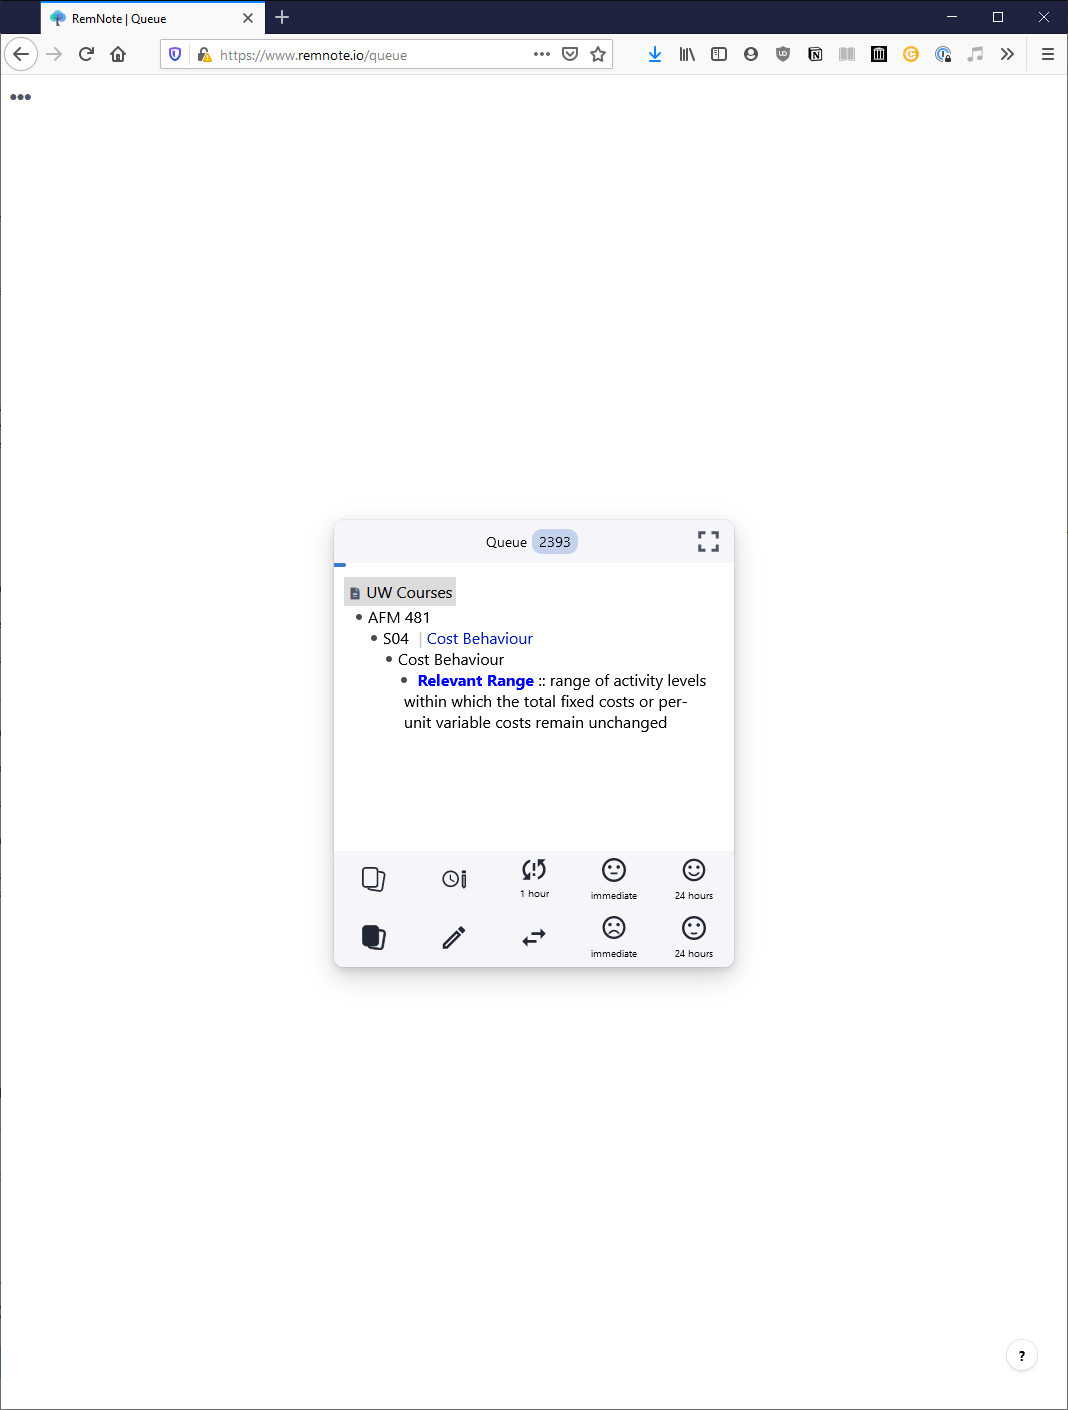 RemNote | Queue
https://www.remnote.io/queue
Queue 2393
UW Courses
AFM 481
S04 | Cost Behaviour
Cost Behaviour
Relevant Range :: range of activity levels
within which the total fixed costs or per-
unit variable costs remain unchanged
1 hour
immediate
24 hours
immediate
24 hours
?